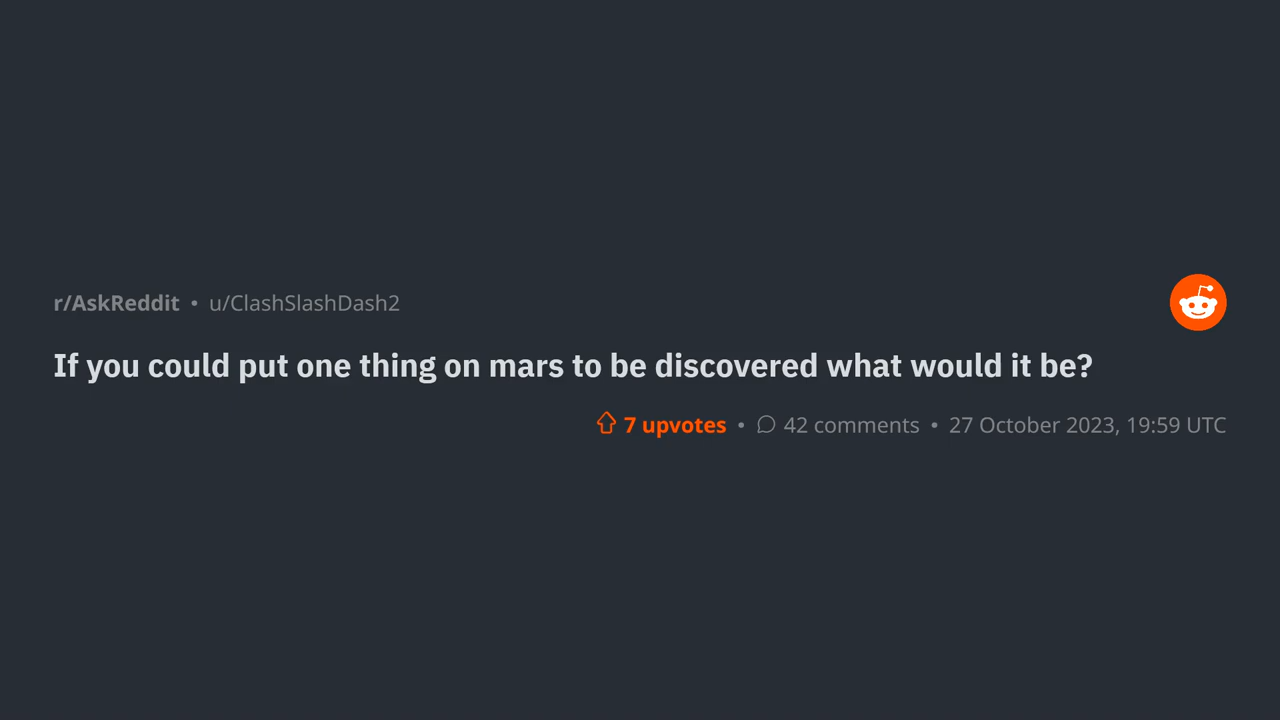 r/AskReddit • u/ClashSlashDash2
If you could put one thing on mars to be discovered what would it be?
7 upvotes • 42 comments • 27 October 2023, 19:59 UTC